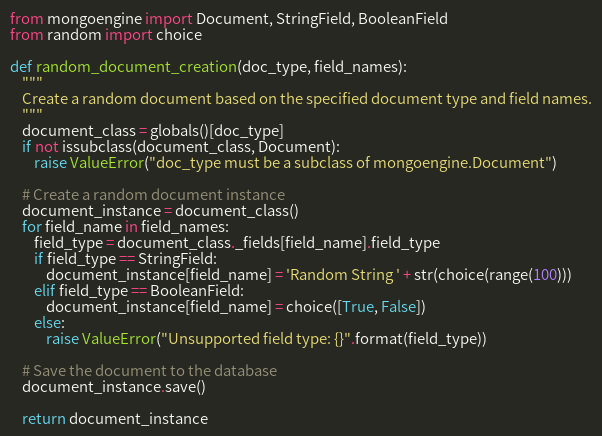 from mongoengine import Document, StringField, BooleanField
from random import choice

def random_document_creation(doc_type, field_names):
    """
    Create a random document based on the specified document type and field names.
    """
    document_class = globals()[doc_type]
    if not issubclass(document_class, Document):
        raise ValueError("doc_type must be a subclass of mongoengine.Document")

    # Create a random document instance
    document_instance = document_class()
    for field_name in field_names:
        field_type = document_class._fields[field_name].field_type
        if field_type == StringField:
            document_instance[field_name] = 'Random String ' + str(choice(range(100)))
        elif field_type == BooleanField:
            document_instance[field_name] = choice([True, False])
        else:
            raise ValueError("Unsupported field type: {}".format(field_type))

    # Save the document to the database
    document_instance.save()

    return document_instance